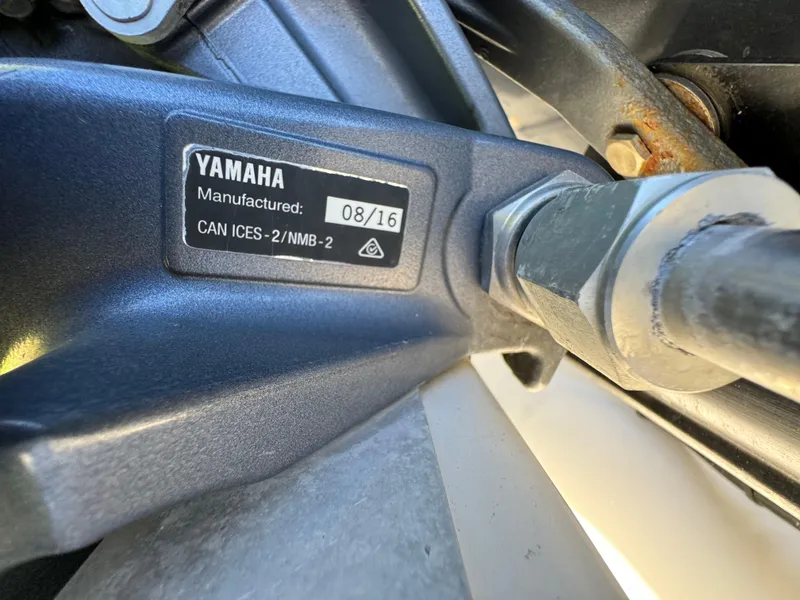 YAMAHA
Manufactured: 08/16
CAN ICES-2/NMB-2